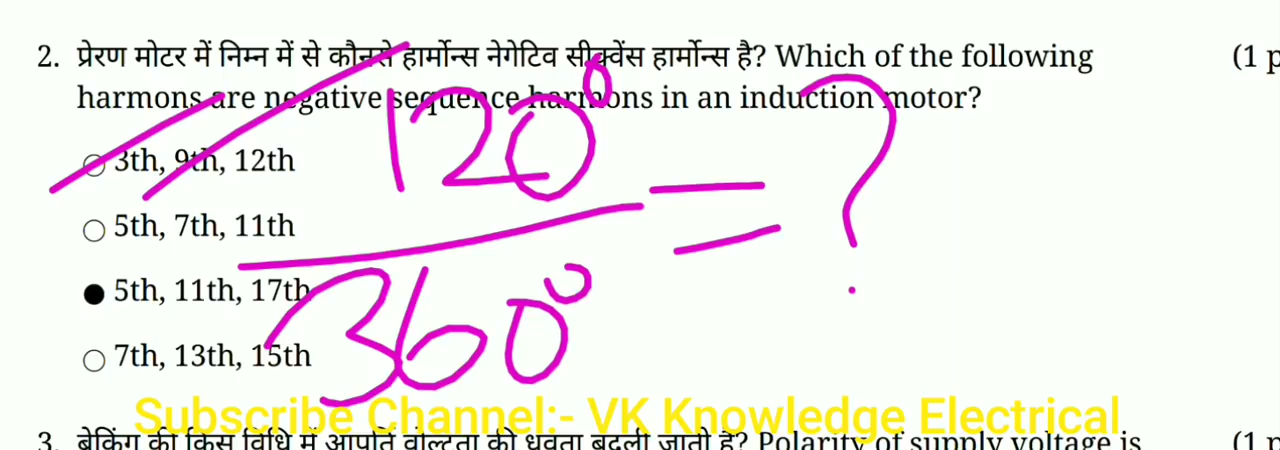 2. प्रेरण मोटर में निम्न में से कौनसे हार्मोन्स नेगेटिव सीक्वेंस हार्मोन्स है? Which of the following (1 p
harmons are negative sequence harmons in an induction motor?
3th, 9th, 12th
5th, 7th, 11th
5th, 11th, 17th
7th, 13th, 15th
120° = ?
360°
Subscribe Channel:- VK Knowledge Electrical
3. ब्रेकिंग की किस विधि में आपूर्ति वोल्टता की ध्रुवता बदली जाती है? Polarity of supply voltage is (1 p